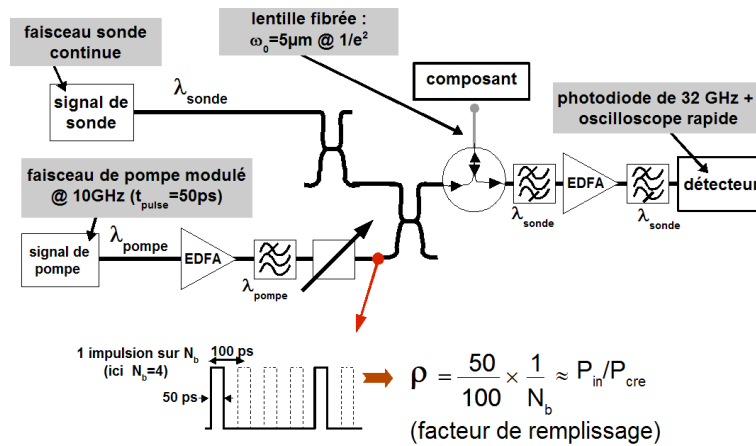 faisceau sonde
continue
lentille fibrée :
ω0=5µm @ 1/e²
signal de
sonde
λsonde
composant
photodiode de 32 GHz +
oscilloscope rapide
faisceau de pompe modulé
@ 10GHz (tpulse=50ps)
signal de
pompe
λpompe
EDFA
λpompe
λsonde
EDFA
λsonde
détecteur
1 impulsion sur Nb
(ici Nb=4)
100 ps
50 ps
ρ = 50/100 × 1/Nb ≈ Pin/Pcre
(facteur de remplissage)